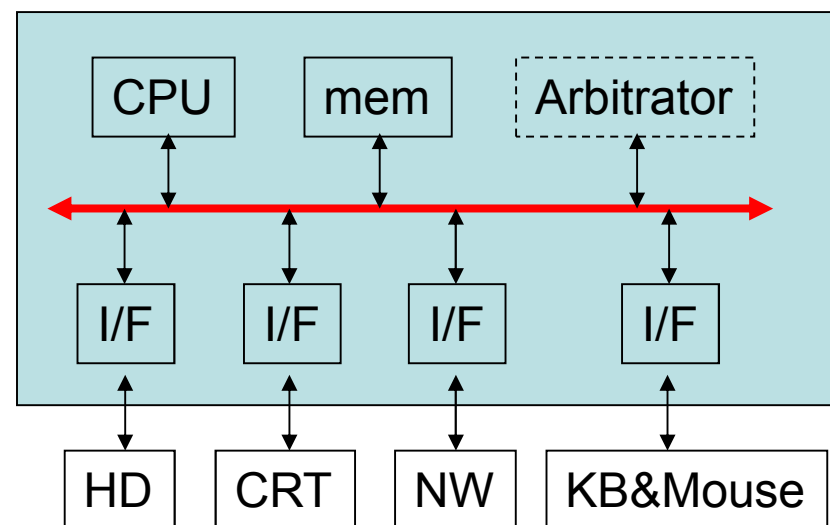 CPU
mem
Arbitrator
I/F
I/F
I/F
I/F
HD
CRT
NW
KB&Mouse